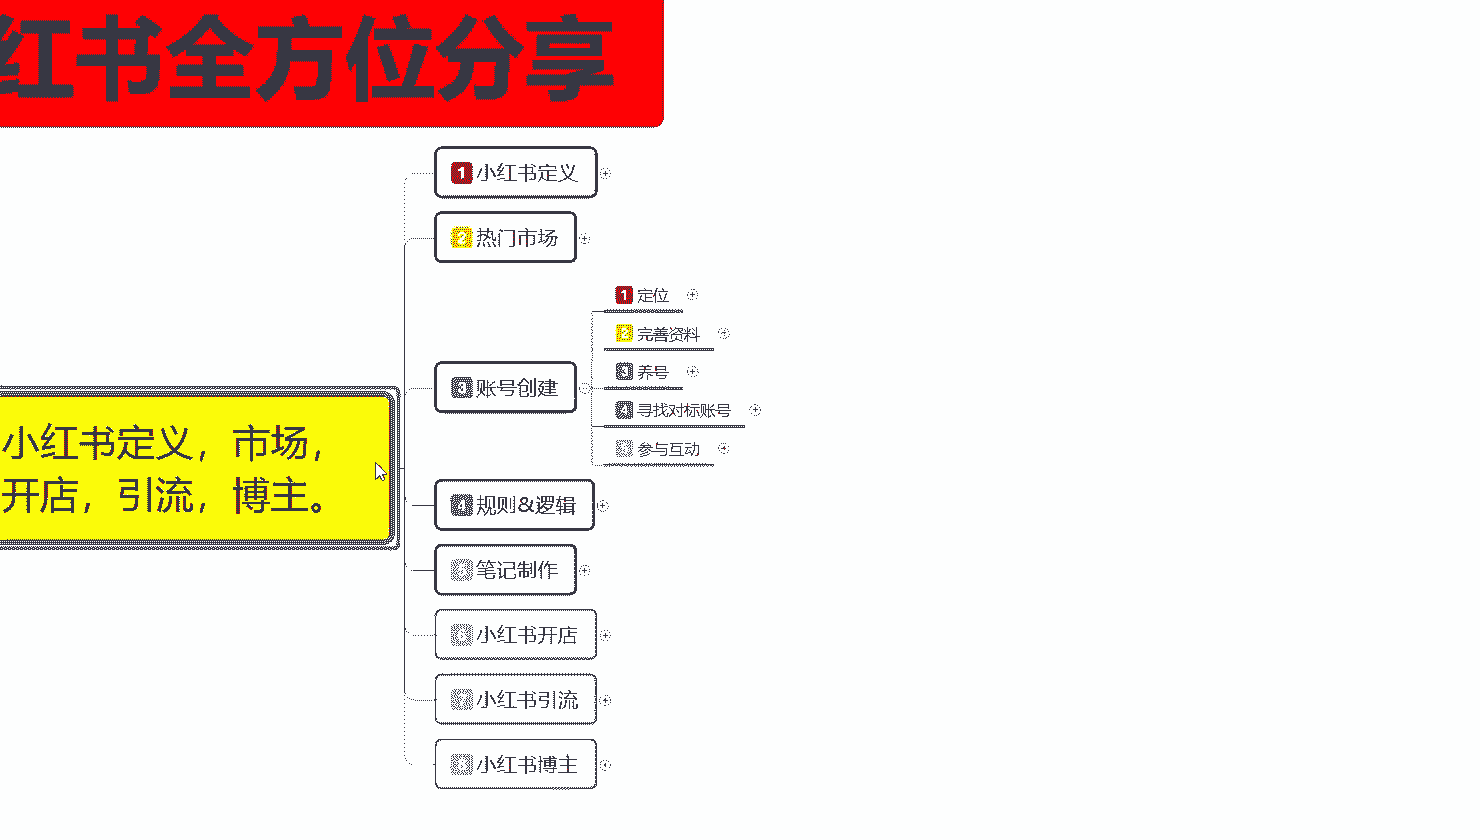 红书全方位分享
1 小红书定义
2 热门市场
1 定位
2 完善资料
3 账号创建
3 养号
4 寻找对标账号
5 参与互动
小红书定义，市场，
开店，引流，博主。
4 规则&逻辑
5 笔记制作
6 小红书开店
7 小红书引流
8 小红书博主